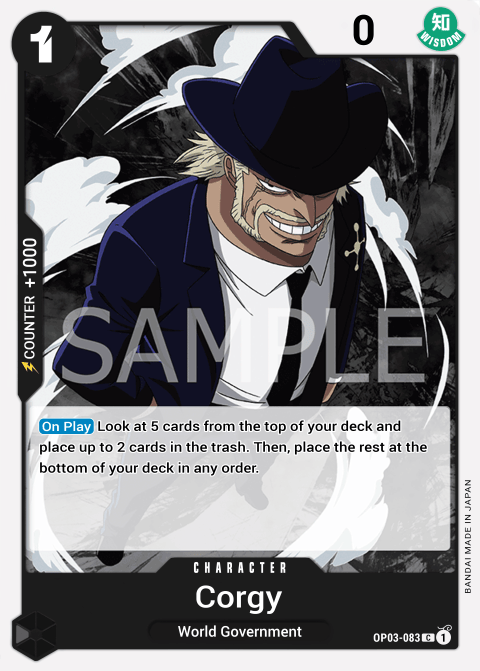 1
0
知
WISDOM
COUNTER +1000
SAMPLE
On Play Look at 5 cards from the top of your deck and
place up to 2 cards in the trash. Then, place the rest at the
bottom of your deck in any order.
BANDAI MADE IN JAPAN
CHARACTER
Corgy
World Government
OP03-083 C 1